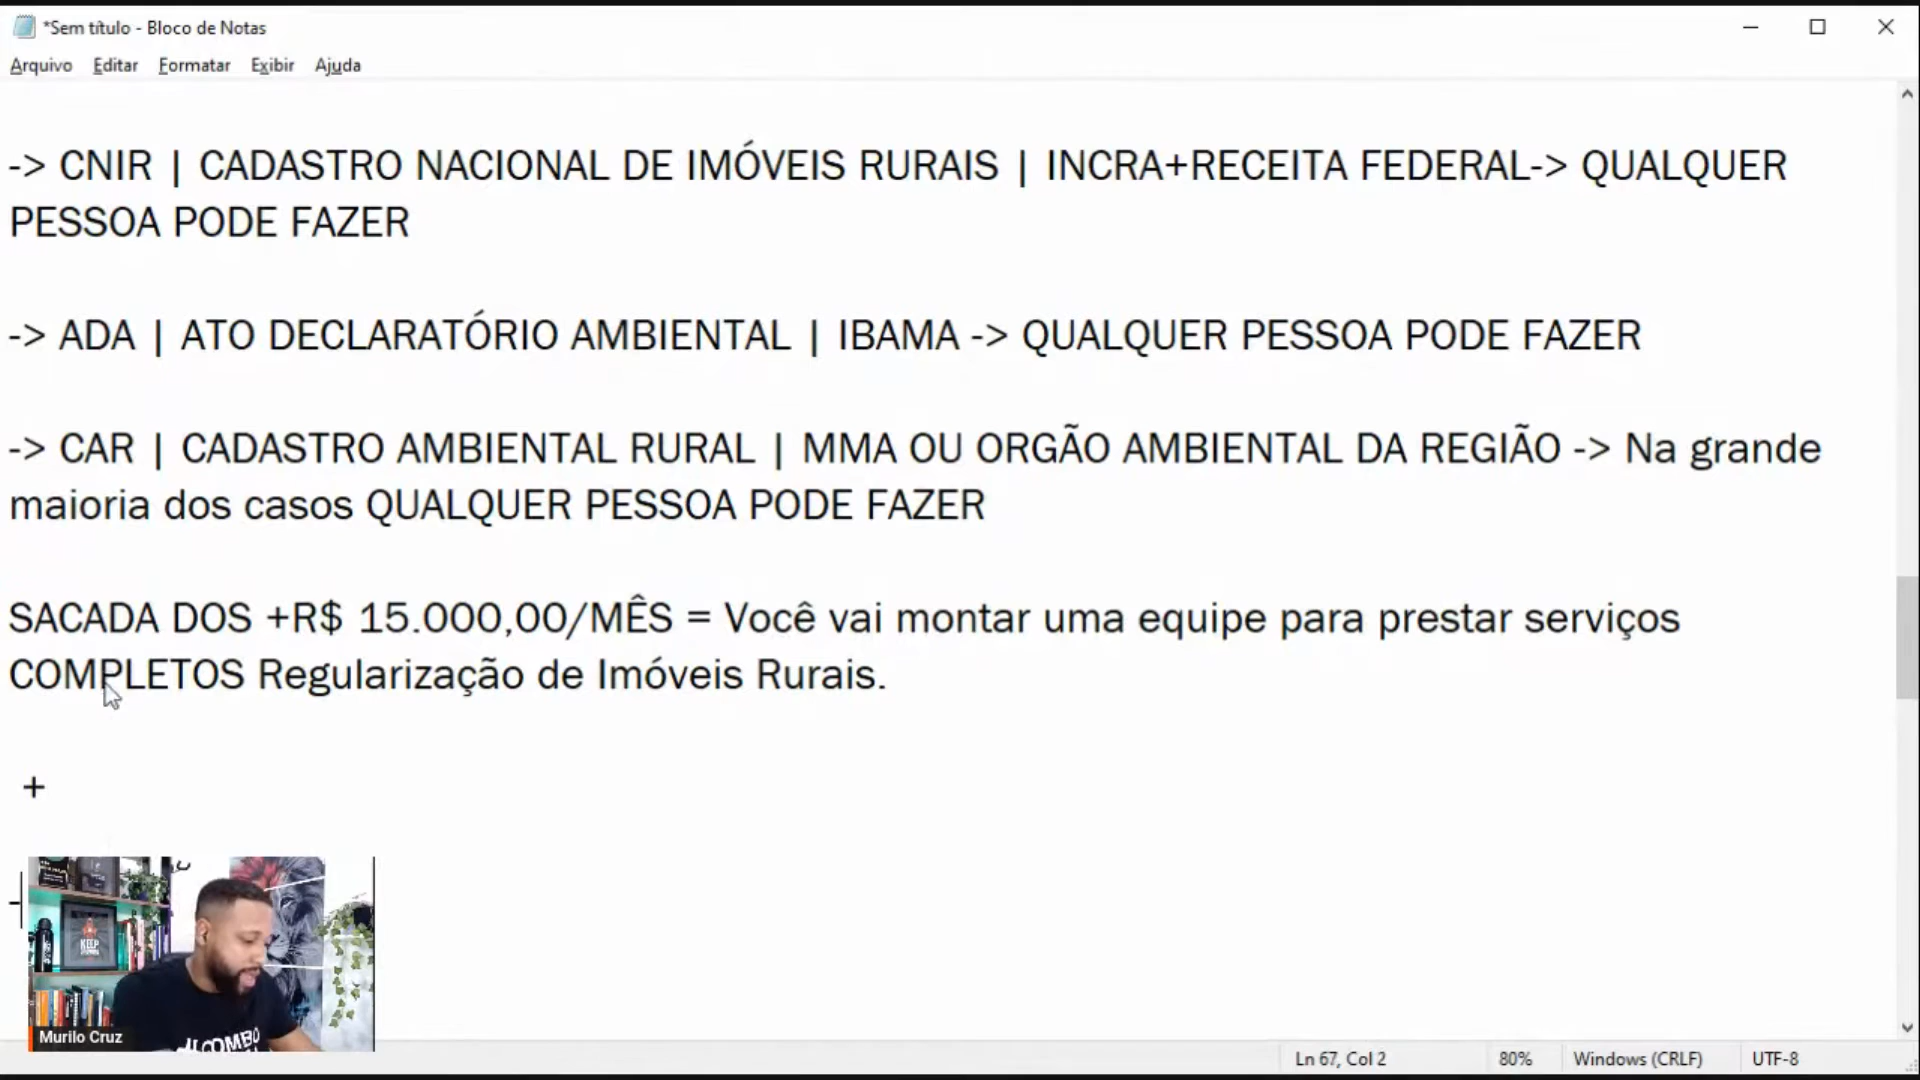 *Sem título - Bloco de Notas
Arquivo Editar Formatar Exibir Ajuda
-> CNIR | CADASTRO NACIONAL DE IMÓVEIS RURAIS | INCRA+RECEITA FEDERAL-> QUALQUER
PESSOA PODE FAZER
-> ADA | ATO DECLARATÓRIO AMBIENTAL | IBAMA -> QUALQUER PESSOA PODE FAZER
-> CAR | CADASTRO AMBIENTAL RURAL | MMA OU ORGÃO AMBIENTAL DA REGIÃO -> Na grande
maioria dos casos QUALQUER PESSOA PODE FAZER
SACADA DOS +R$ 15.000,00/MÊS = Você vai montar uma equipe para prestar serviços
COMPLETOS Regularização de Imóveis Rurais.
+
-
KEEP
Murilo Cruz
Ln 67, Col 2 80% Windows (CRLF) UTF-8